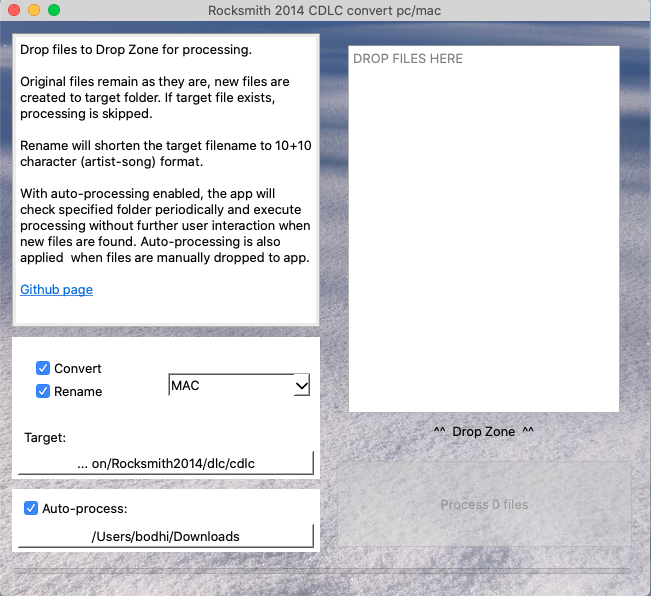 Rocksmith 2014 CDLC convert pc/mac
Drop files to Drop Zone for processing.
Original files remain as they are, new files are
created to target folder. If target file exists,
processing is skipped.
Rename will shorten the target filename to 10+10
character (artist-song) format.
With auto-processing enabled, the app will
check specified folder periodically and execute
processing without further user interaction when
new files are found. Auto-processing is also
applied  when files are manually dropped to app.
Github page
Convert
Rename
MAC
Target:
... on/Rocksmith2014/dlc/cdlc
Auto-process:
/Users/bodhi/Downloads
DROP FILES HERE
^^  Drop Zone  ^^
Process 0 files